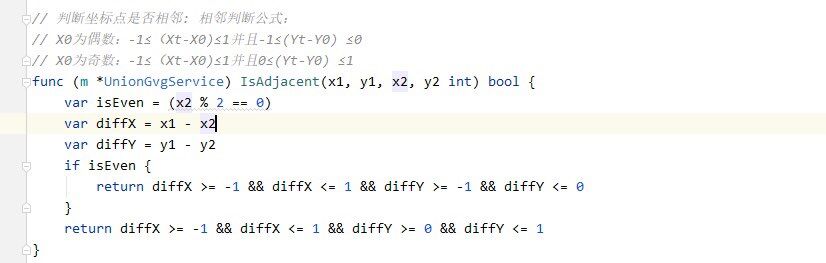 // 判断坐标点是否相邻: 相邻判断公式:
// X0为偶数: -1≤ (Xt-X0)≤1并且-1≤(Yt-Y0) ≤0
// X0为奇数: -1≤ (Xt-X0)≤1并且0≤(Yt-Y0) ≤1
func (m *UnionGvgService) IsAdjacent(x1, y1, x2, y2 int) bool {
var isEven = (x2 % 2 == 0)
var diffX = x1 - x2
var diffY = y1 - y2
if isEven {
return diffX >= -1 && diffX <= 1 && diffY >= -1 && diffY <= 0
}
return diffX >= -1 && diffX <= 1 && diffY >= 0 && diffY <= 1
}